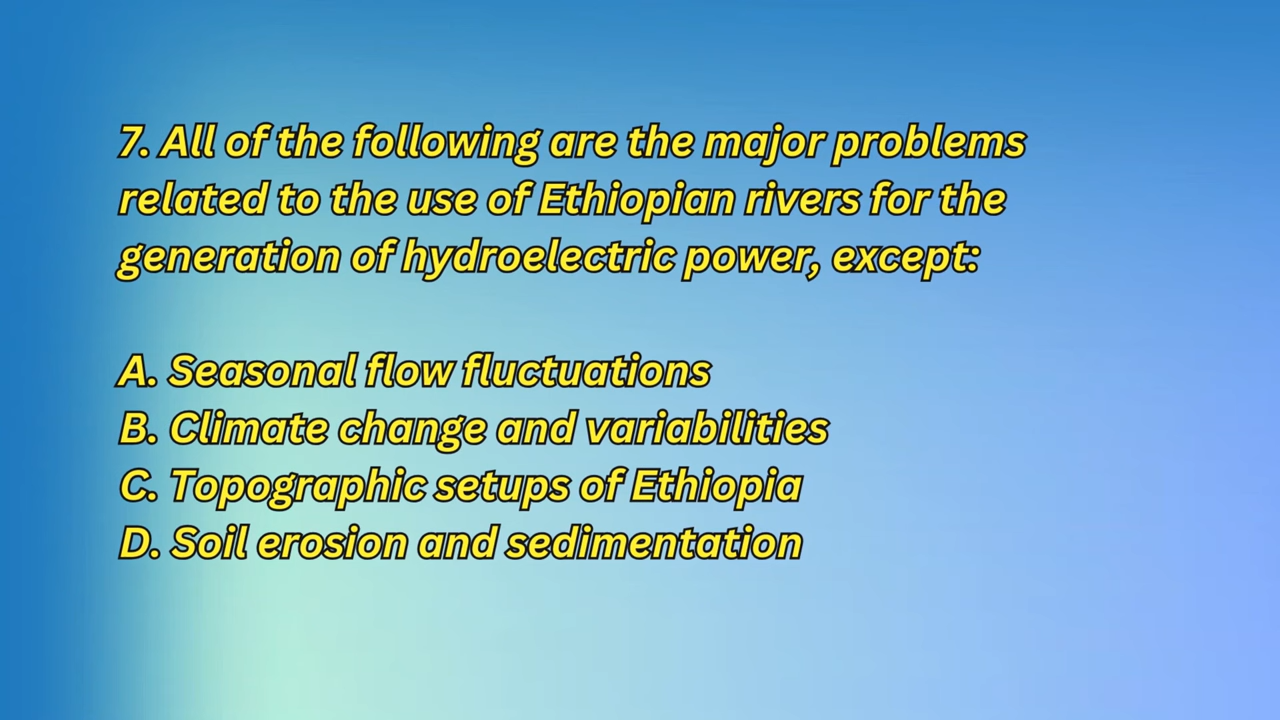 7. All of the following are the major problems
related to the use of Ethiopian rivers for the
generation of hydroelectric power, except:
A. Seasonal flow fluctuations
B. Climate change and variabilities
C. Topographic setups of Ethiopia
D. Soil erosion and sedimentation